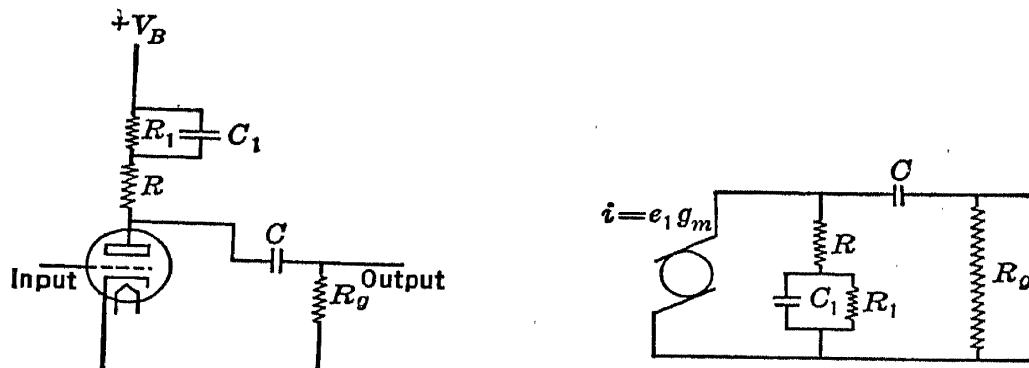 +V_B
R_1 C_1
R
C
Input Output
R_g
i=e_1 g_m
C
R
C_1 R_1
R_g